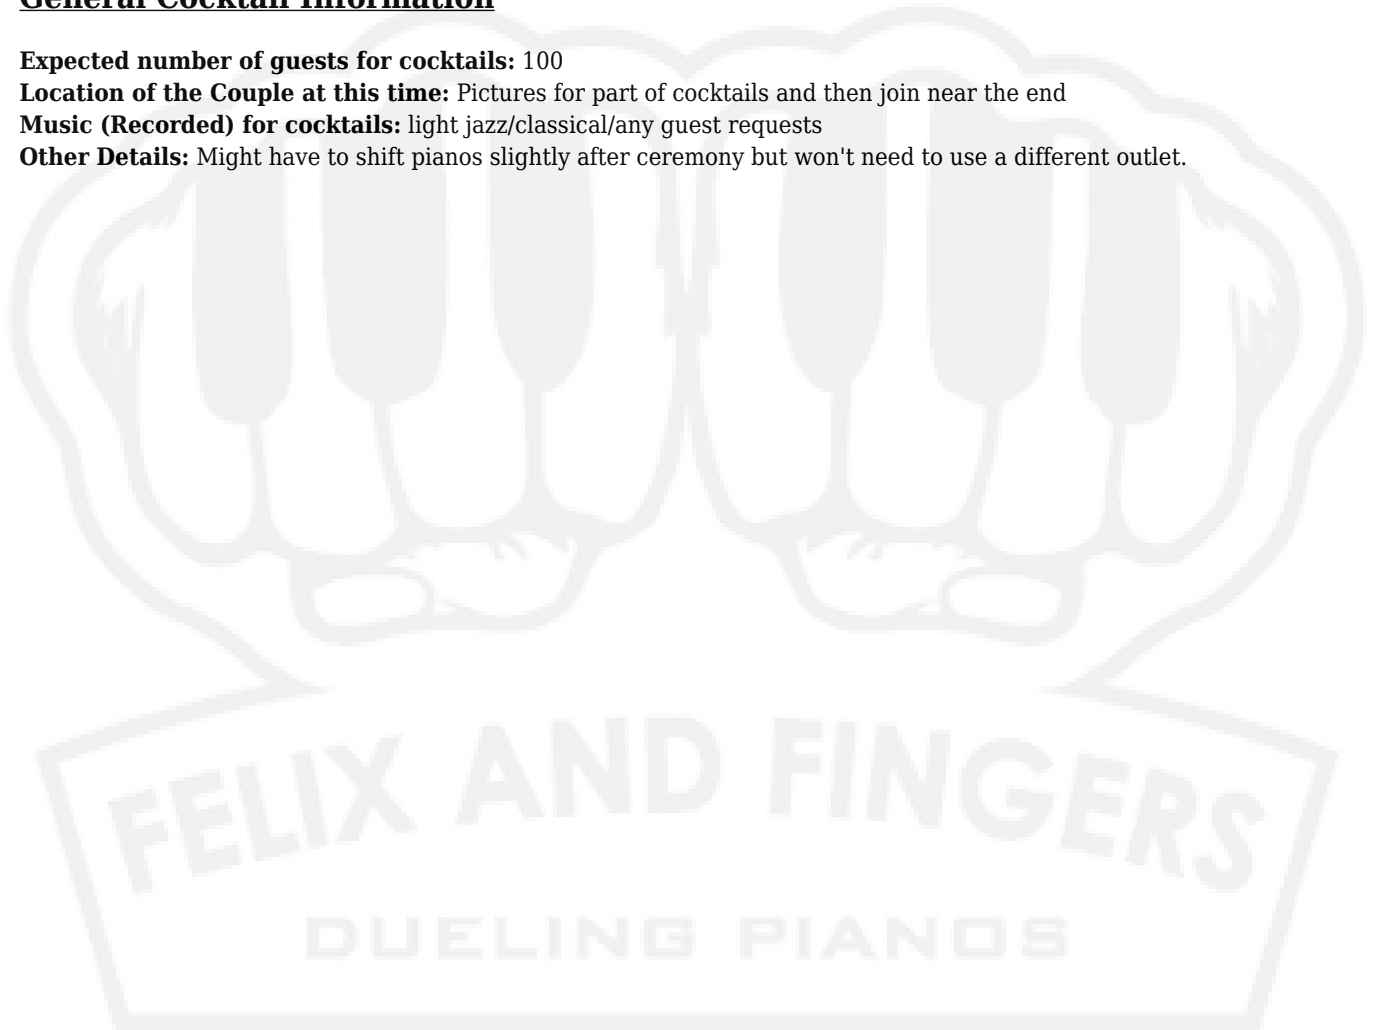 General Cocktail Information
Expected number of guests for cocktails: 100
Location of the Couple at this time: Pictures for part of cocktails and then join near the end
Music (Recorded) for cocktails: light jazz/classical/any guest requests
Other Details: Might have to shift pianos slightly after ceremony but won't need to use a different outlet.
FELIX AND FINGERS
DUELING PIANOS